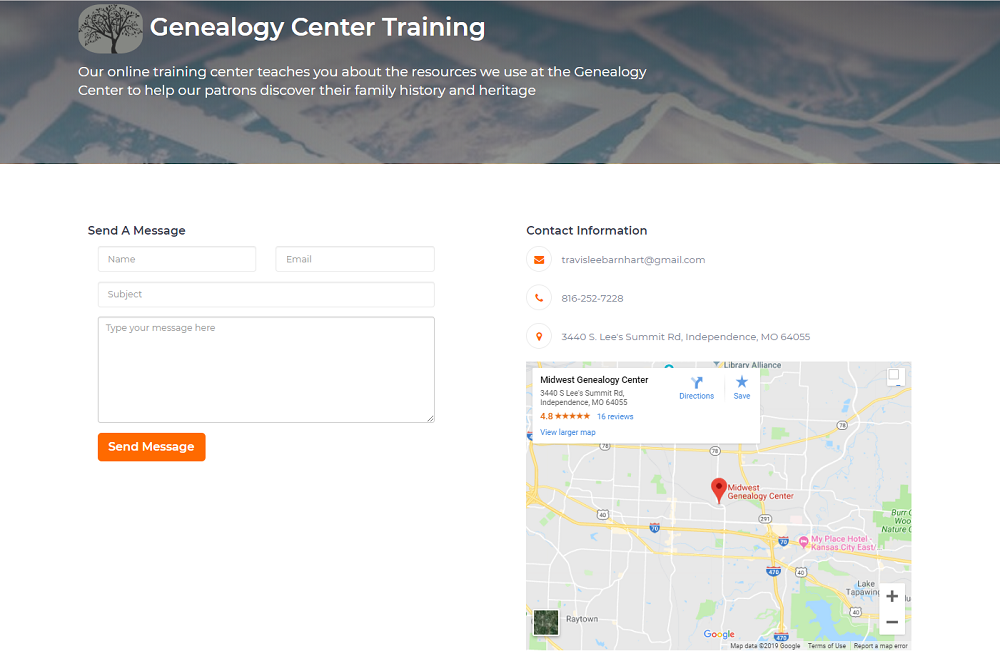 Genealogy Center Training
Our online training center teaches you about the resources we use at the Genealogy
Center to help our patrons discover their family history and heritage
Send A Message
Name
Email
Subject
Type your message here
Send Message
Contact Information
travisleebarnhart@gmail.com
816-252-7228
3440 S. Lee's Summit Rd, Independence, MO 64055
Library Alliance
Midwest Genealogy Center
3440 S Lee's Summit Rd,
Independence, MO 64055
4.8
16 reviews
View larger map
Directions
Save
78
78
78
Midwest
Genealogy Center
40
70
291
70
My Place Hotel -
Kansas City East/...
Burr
Woo
Nature
470
40
Lake
Tapawing
40
Raytown
Google
470
Map data ©2019 Google
Terms of Use
Report a map error